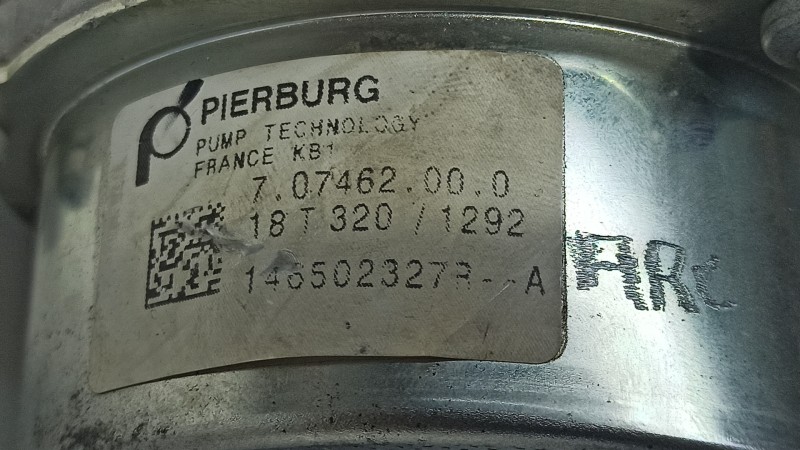 PIERBURG
PUMP TECHNOLOGY
FRANCE KB1
7.07462.00.0
18 T 320 / 1292
146502327R--A